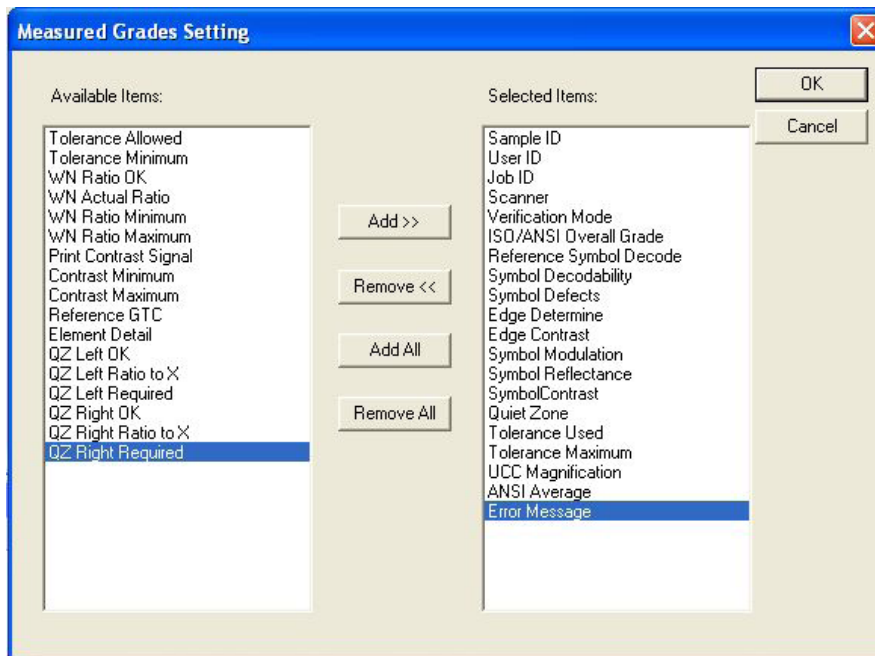 Measured Grades Setting
Available Items:
Tolerance Allowed
Tolerance Minimum
WN Ratio OK
WN Actual Ratio
WN Ratio Minimum
WN Ratio Maximum
Print Contrast Signal
Contrast Minimum
Contrast Maximum
Reference GTC
Element Detail
QZ Left OK
QZ Left Ratio to X
QZ Left Required
QZ Right OK
QZ Right Ratio to X
QZ Right Required
Add >>
Remove <<
Add All
Remove All
Selected Items:
Sample ID
User ID
Job ID
Scanner
Verification Mode
ISO/ANSI Overall Grade
Reference Symbol Decode
Symbol Decodability
Symbol Defects
Edge Determine
Edge Contrast
Symbol Modulation
Symbol Reflectance
SymbolContrast
Quiet Zone
Tolerance Used
Tolerance Maximum
UCC Magnification
ANSI Average
Error Message
OK
Cancel